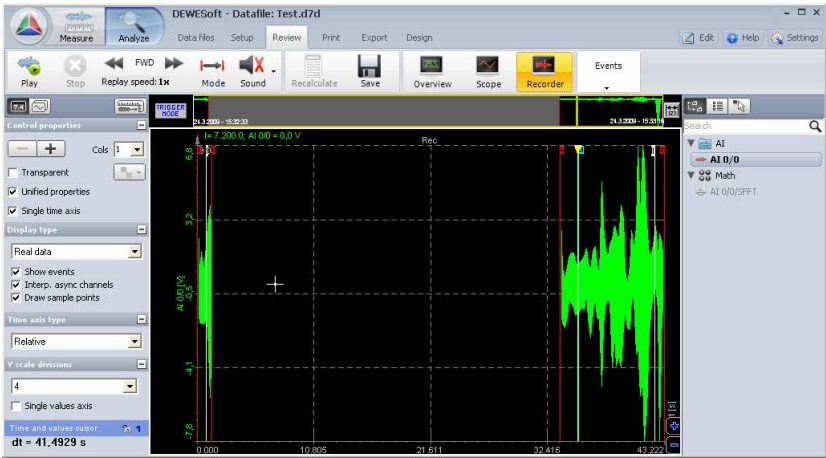 DEWESoft - Datafile: Test.d7d
Measure
Analyze
Data files
Setup
Review
Print
Export
Design
Edit
Help
Settings
FWD
Replay speed: 1x
Play
Stop
Mode
Sound
Recalculate
Save
Overview
Scope
Recorder
Events
TRIGGER
MODE
24.3.2009 - 15:32:33
Control properties
Cols
1
Transparent
Unified properties
Single time axis
Display type
Real data
Show events
Interp. async channels
Draw sample points
Time axis type
Relative
Y scale divisions
4
Single values axis
Time and values cursor
1
dt = 41,4929 s
t= 7.200.0; AI 0/0 = 0,0 V
Rec
6,8
3,2
-0,5
-4,1
-7,8
AI 0/0 [V]
0.000
10.805
21.611
32.416
43.222
t [s]
Search
AI
AI 0/0
Math
AI 0/0/SFFT